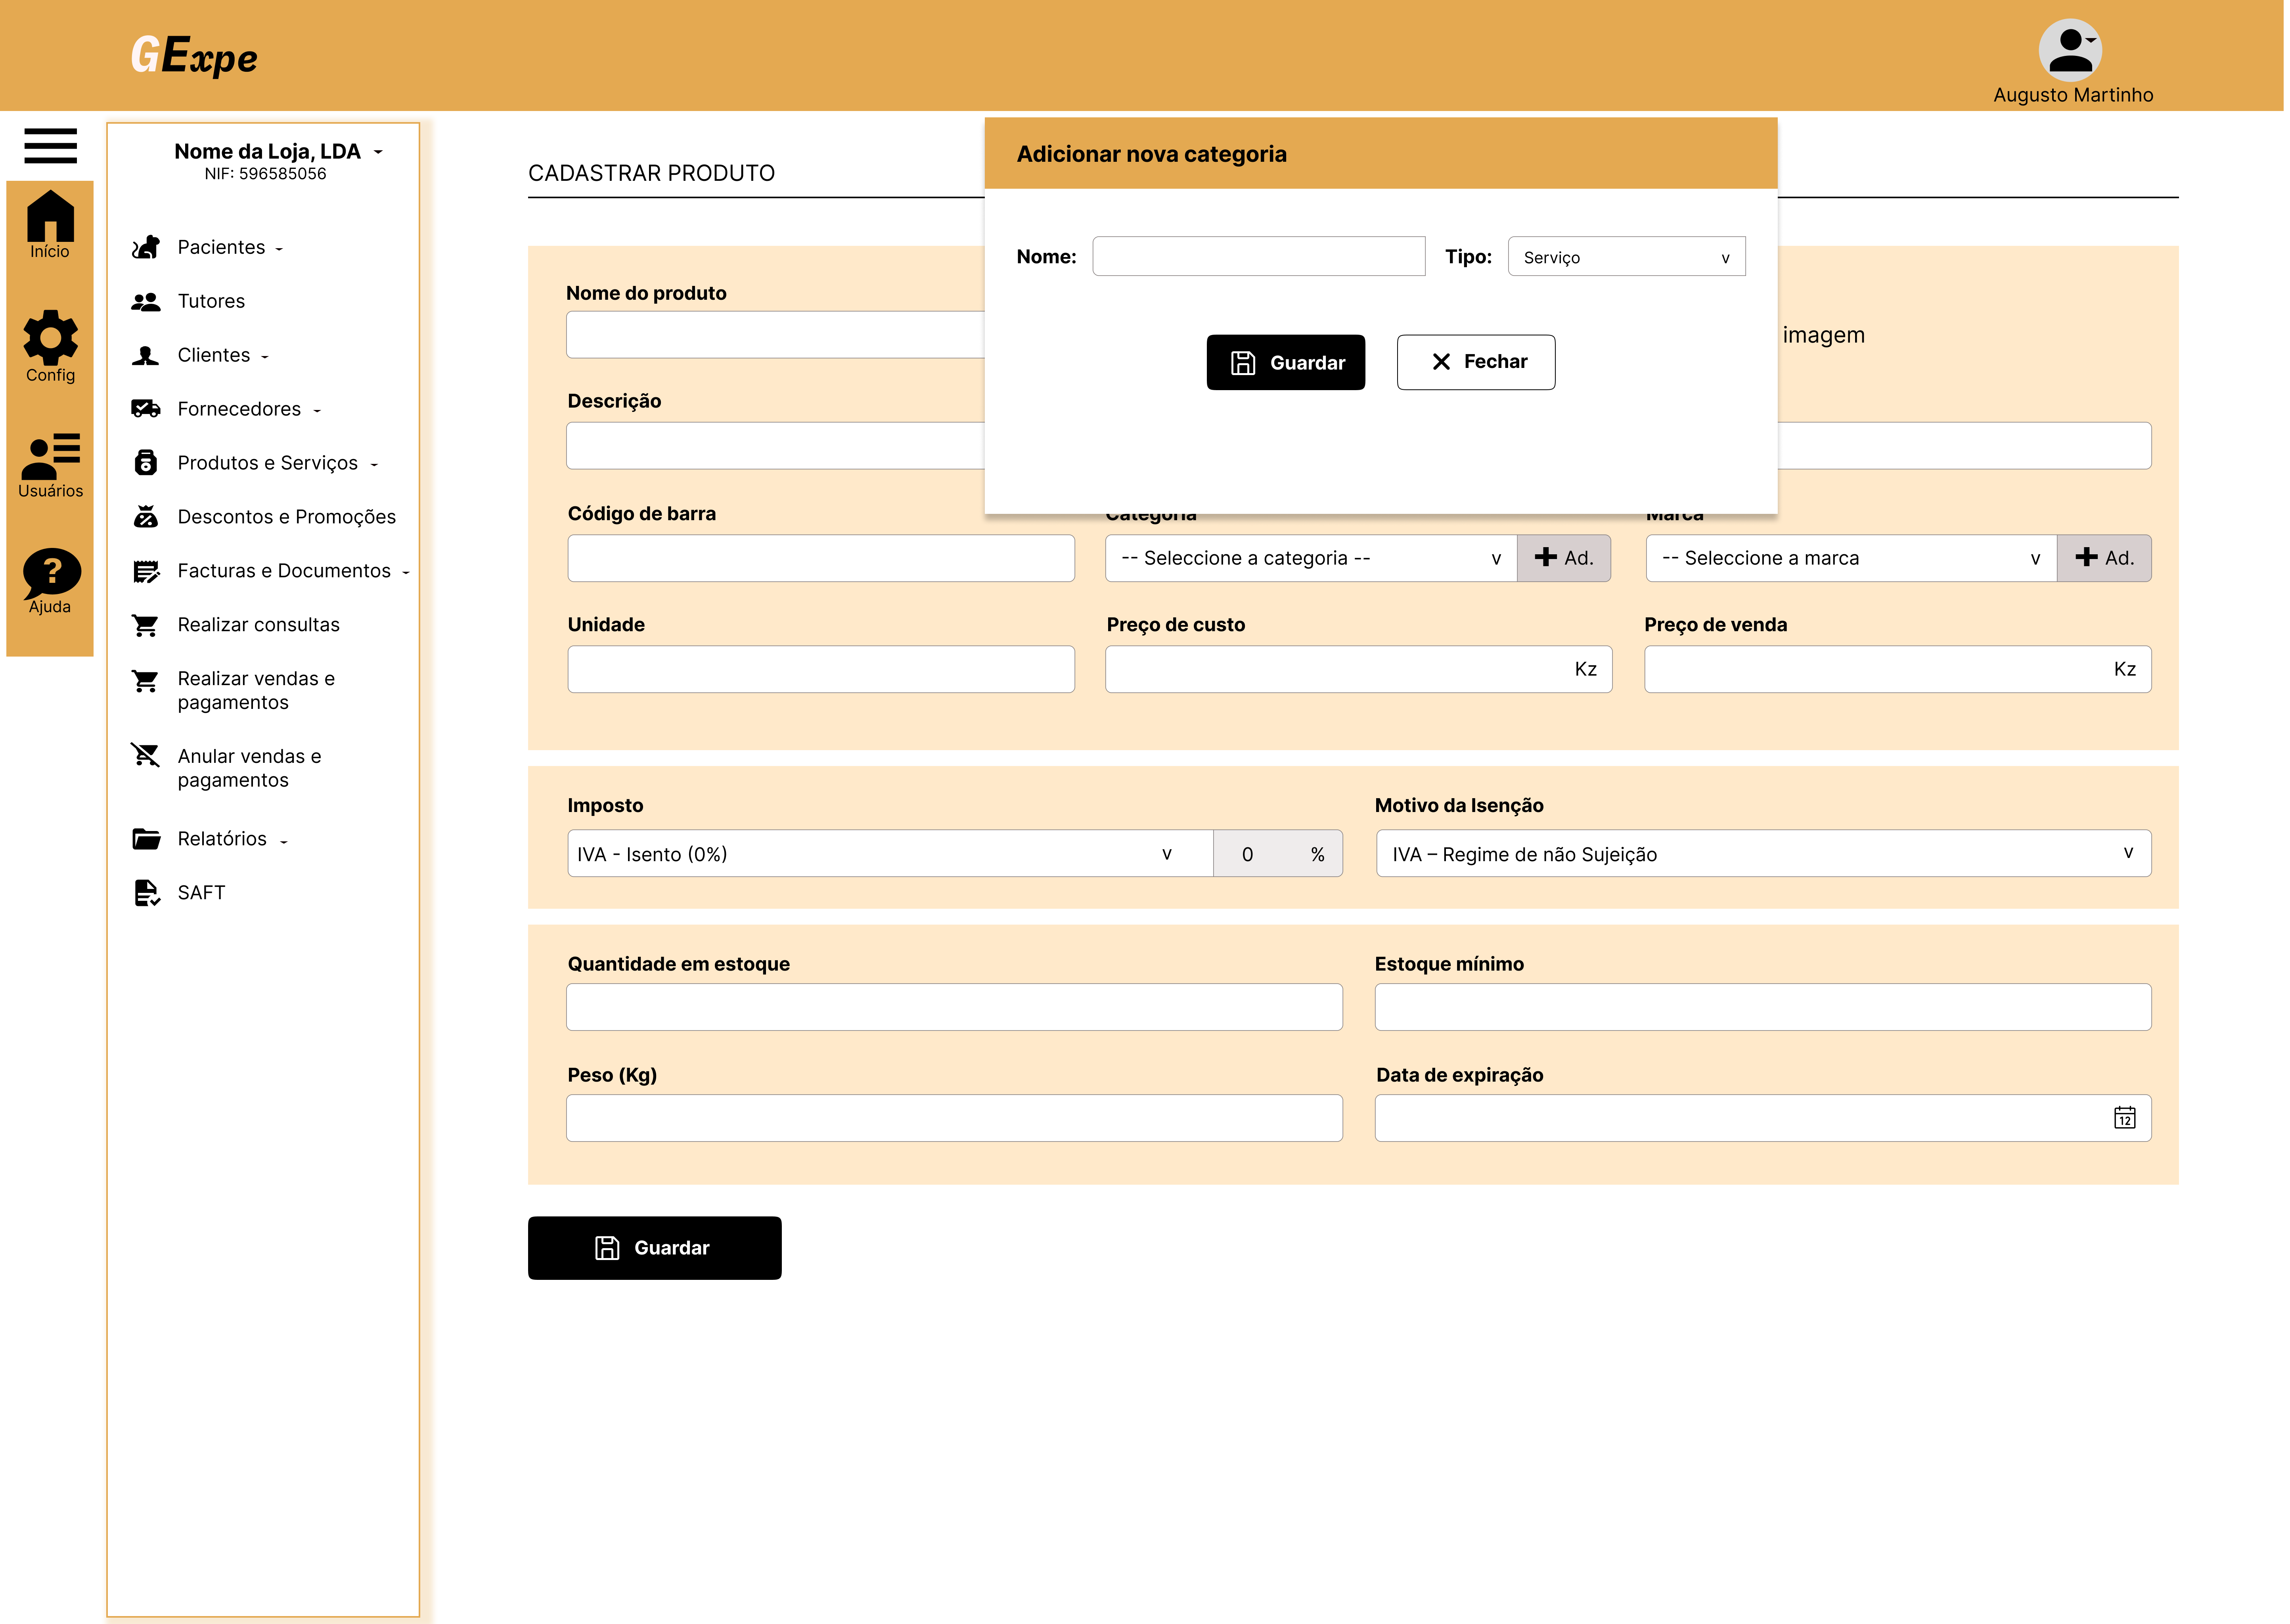 GExpe
Augusto Martinho
Início
Config
Usuários
Ajuda
Nome da Loja, LDA
NIF: 596585056
Pacientes
Tutores
Clientes
Fornecedores
Produtos e Serviços
Descontos e Promoções
Facturas e Documentos
Realizar consultas
Realizar vendas e
pagamentos
Anular vendas e
pagamentos
Relatórios
SAFT
CADASTRAR PRODUTO
Adicionar nova categoria
Nome:
Tipo: Serviço v
Guardar
Fechar
Nome do produto
imagem
Descrição
Código de barra
Categoria
Marca
-- Seleccione a categoria -- v
Ad.
-- Seleccione a marca v
Ad.
Unidade
Preço de custo
Preço de venda
Kz
Kz
Imposto
Motivo da Isenção
IVA - Isento (0%) v
0 %
IVA – Regime de não Sujeição v
Quantidade em estoque
Estoque mínimo
Peso (Kg)
Data de expiração
12
Guardar